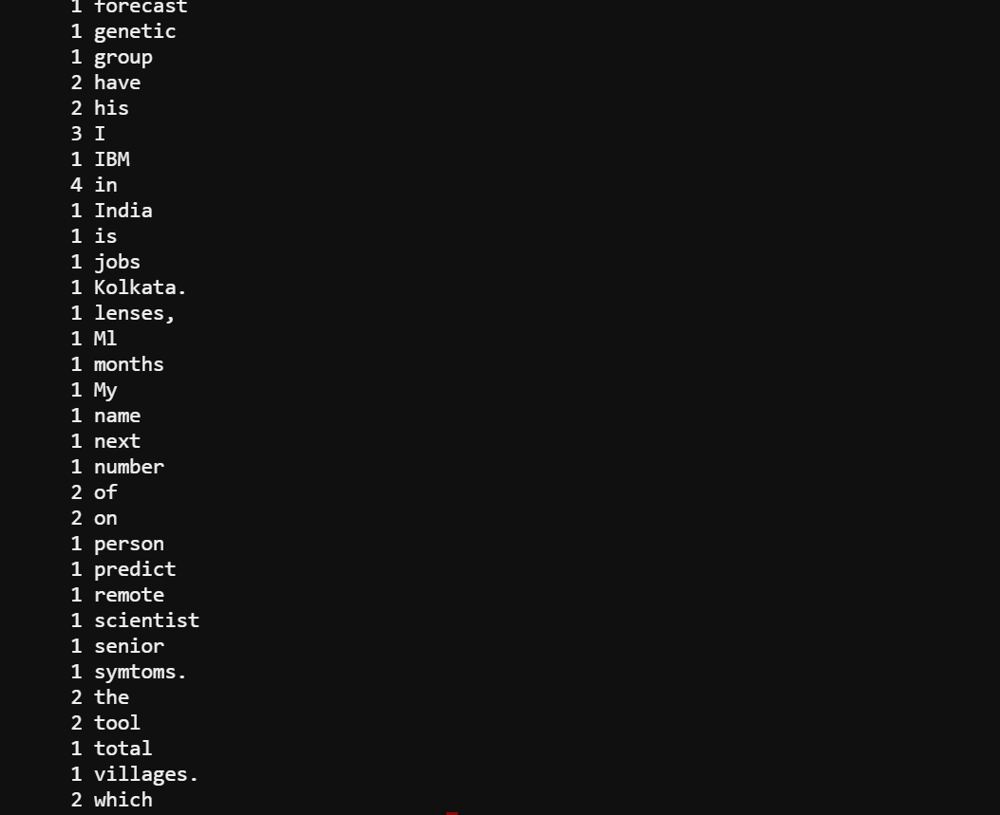 1 forecast
1 genetic
1 group
2 have
2 his
3 I
1 IBM
4 in
1 India
1 is
1 jobs
1 Kolkata.
1 lenses,
1 Ml
1 months
1 My
1 name
1 next
1 number
2 of
2 on
1 person
1 predict
1 remote
1 scientist
1 senior
1 symtoms.
2 the
2 tool
1 total
1 villages.
2 which